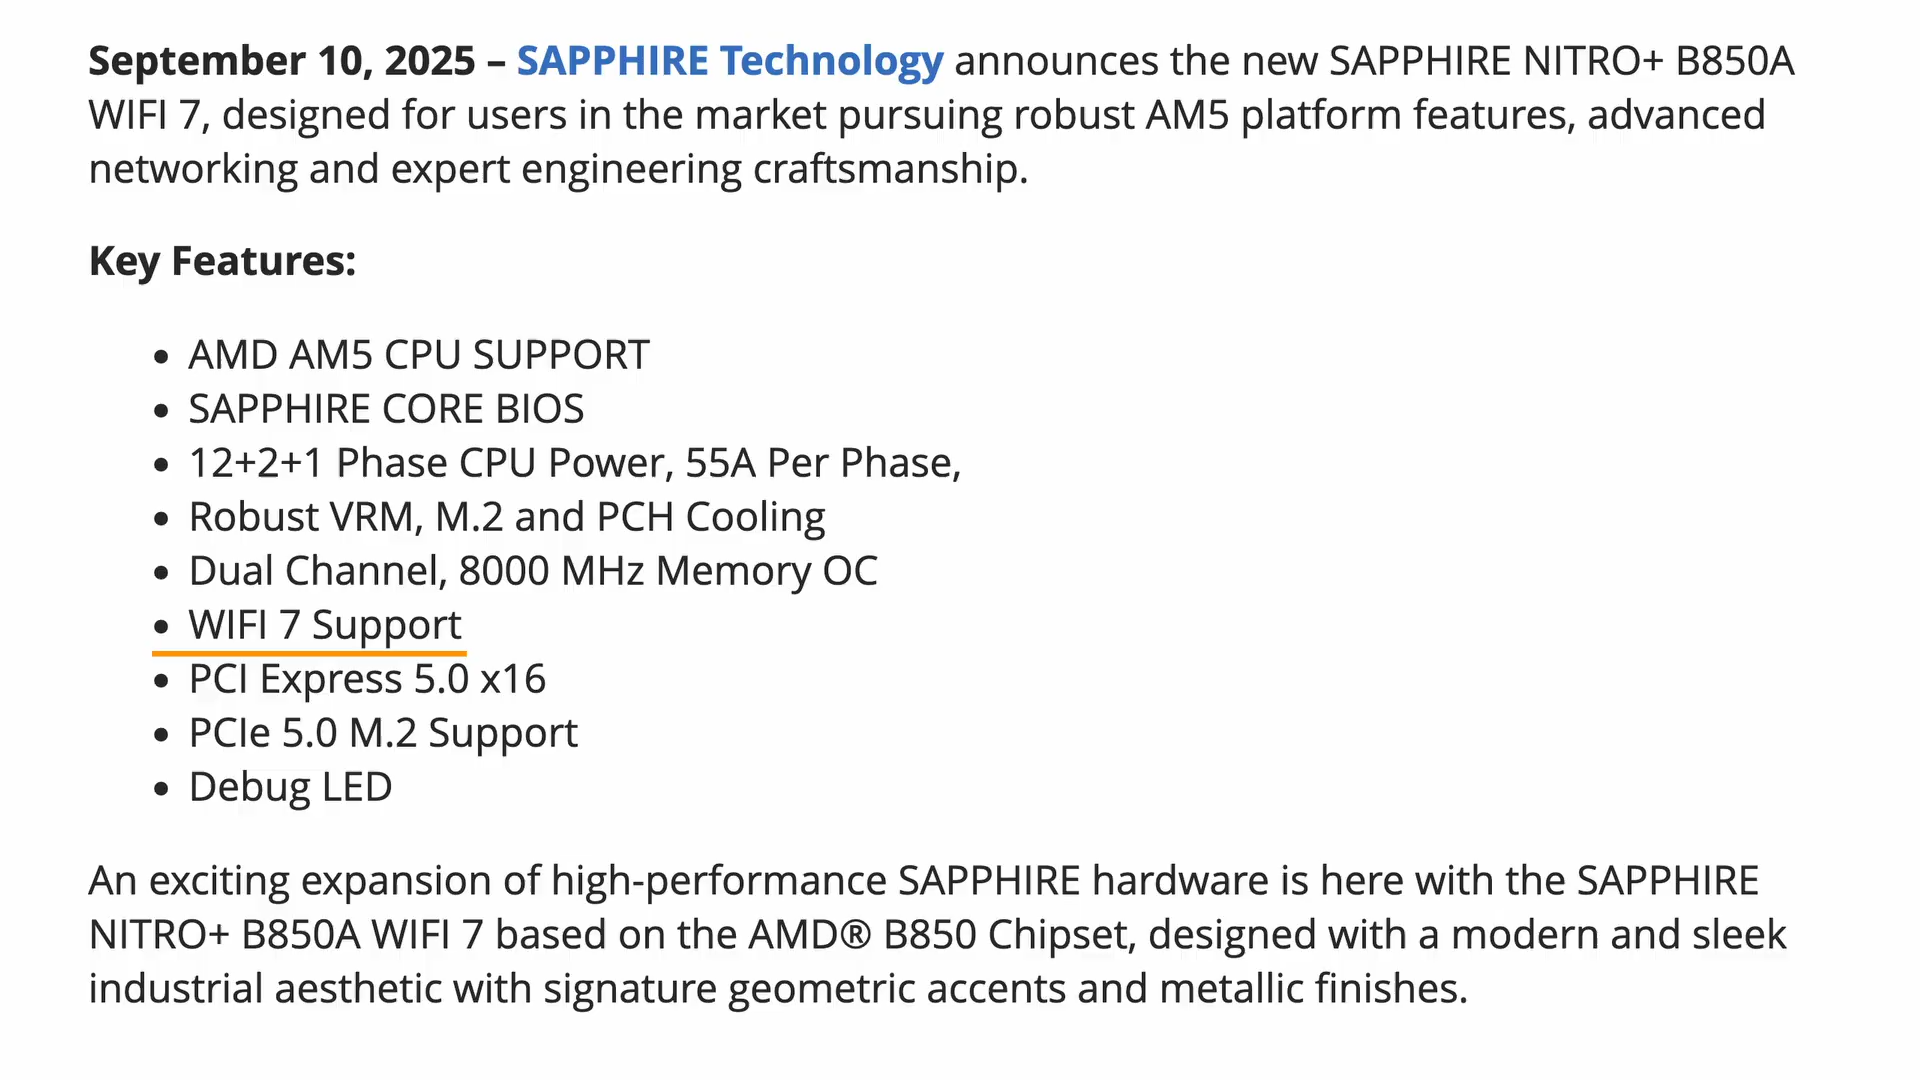 September 10, 2025 – SAPPHIRE Technology announces the new SAPPHIRE NITRO+ B850A
WIFI 7, designed for users in the market pursuing robust AM5 platform features, advanced
networking and expert engineering craftsmanship.
Key Features:
• AMD AM5 CPU SUPPORT
• SAPPHIRE CORE BIOS
• 12+2+1 Phase CPU Power, 55A Per Phase,
• Robust VRM, M.2 and PCH Cooling
• Dual Channel, 8000 MHz Memory OC
• WIFI 7 Support
• PCI Express 5.0 x16
• PCIe 5.0 M.2 Support
• Debug LED
An exciting expansion of high-performance SAPPHIRE hardware is here with the SAPPHIRE
NITRO+ B850A WIFI 7 based on the AMD® B850 Chipset, designed with a modern and sleek
industrial aesthetic with signature geometric accents and metallic finishes.